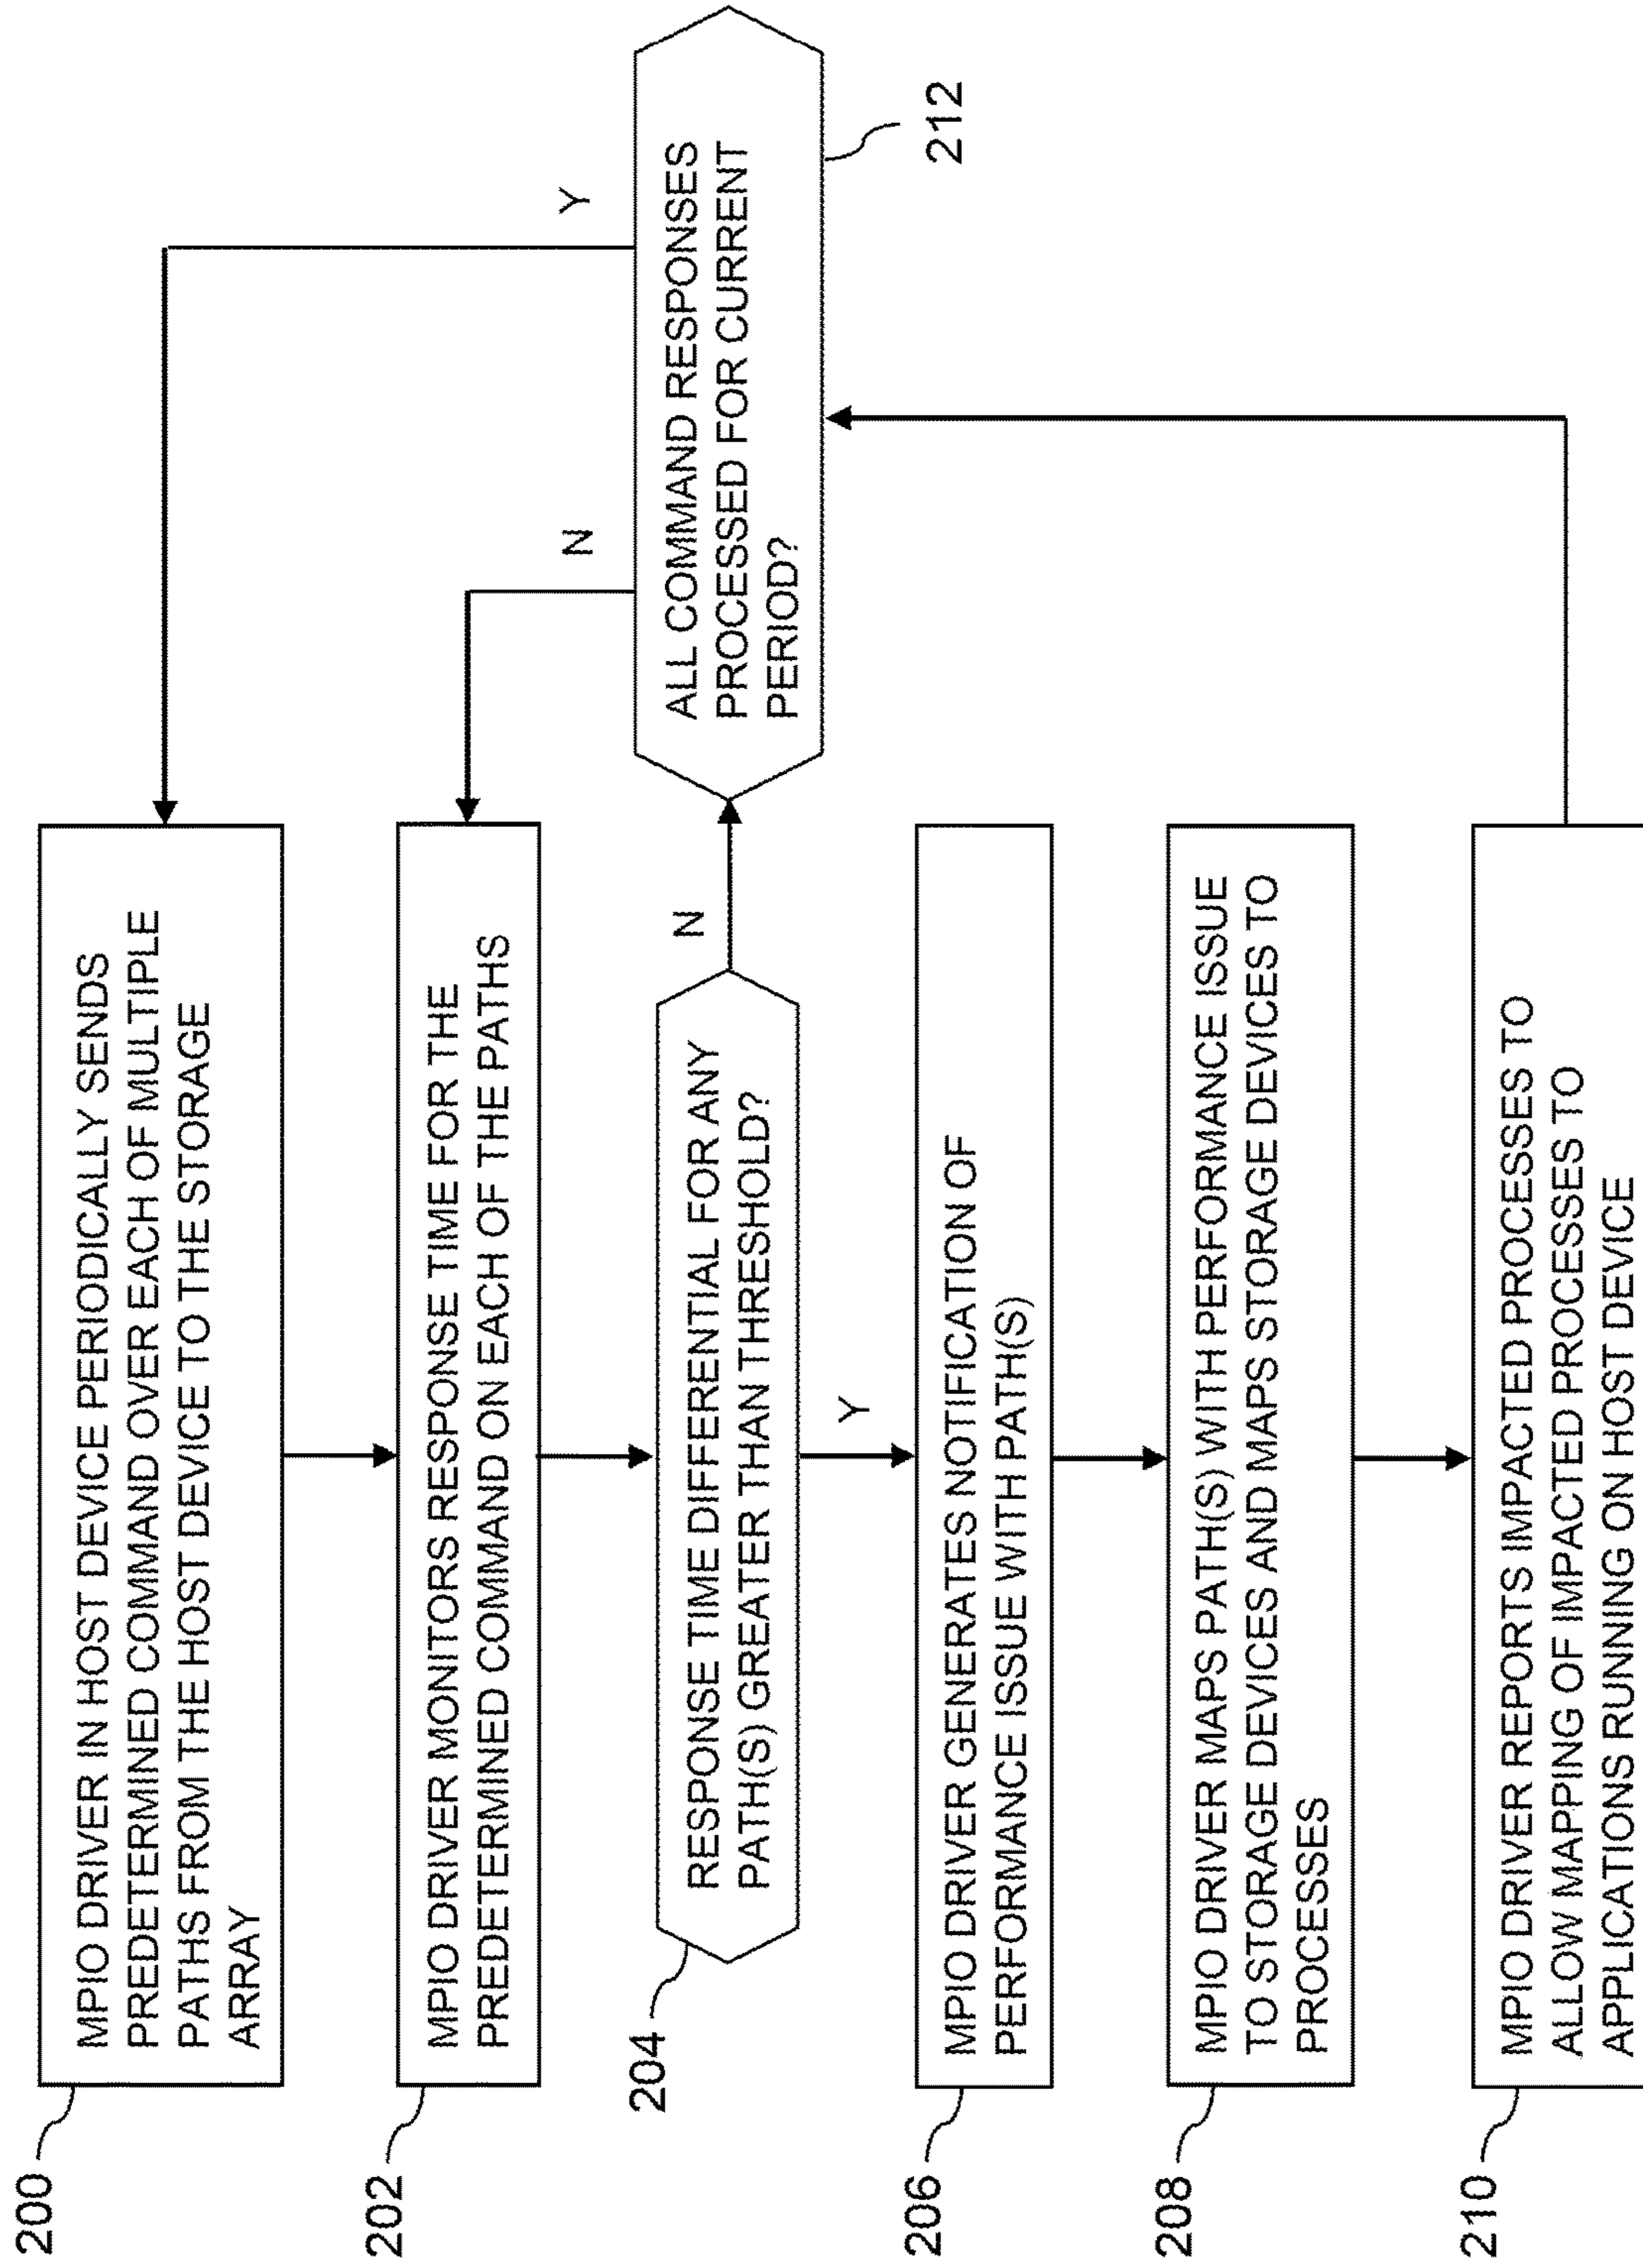 200
MPIO DRIVER IN HOST DEVICE PERIODICALLY SENDS
PREDETERMINED COMMAND OVER EACH OF MULTIPLE
PATHS FROM THE HOST DEVICE TO THE STORAGE
ARRAY
202
MPIO DRIVER MONITORS RESPONSE TIME FOR THE
PREDETERMINED COMMAND ON EACH OF THE PATHS
204
RESPONSE TIME DIFFERENTIAL FOR ANY
PATH(S) GREATER THAN THRESHOLD?
N
Y
206
MPIO DRIVER GENERATES NOTIFICATION OF
PERFORMANCE ISSUE WITH PATH(S)
208
MPIO DRIVER MAPS PATH(S) WITH PERFORMANCE ISSUE
TO STORAGE DEVICES AND MAPS STORAGE DEVICES TO
PROCESSES
210
MPIO DRIVER REPORTS IMPACTED PROCESSES TO
ALLOW MAPPING OF IMPACTED PROCESSES TO
APPLICATIONS RUNNING ON HOST DEVICE
N
Y
ALL COMMAND RESPONSES
PROCESSED FOR CURRENT
PERIOD?
212